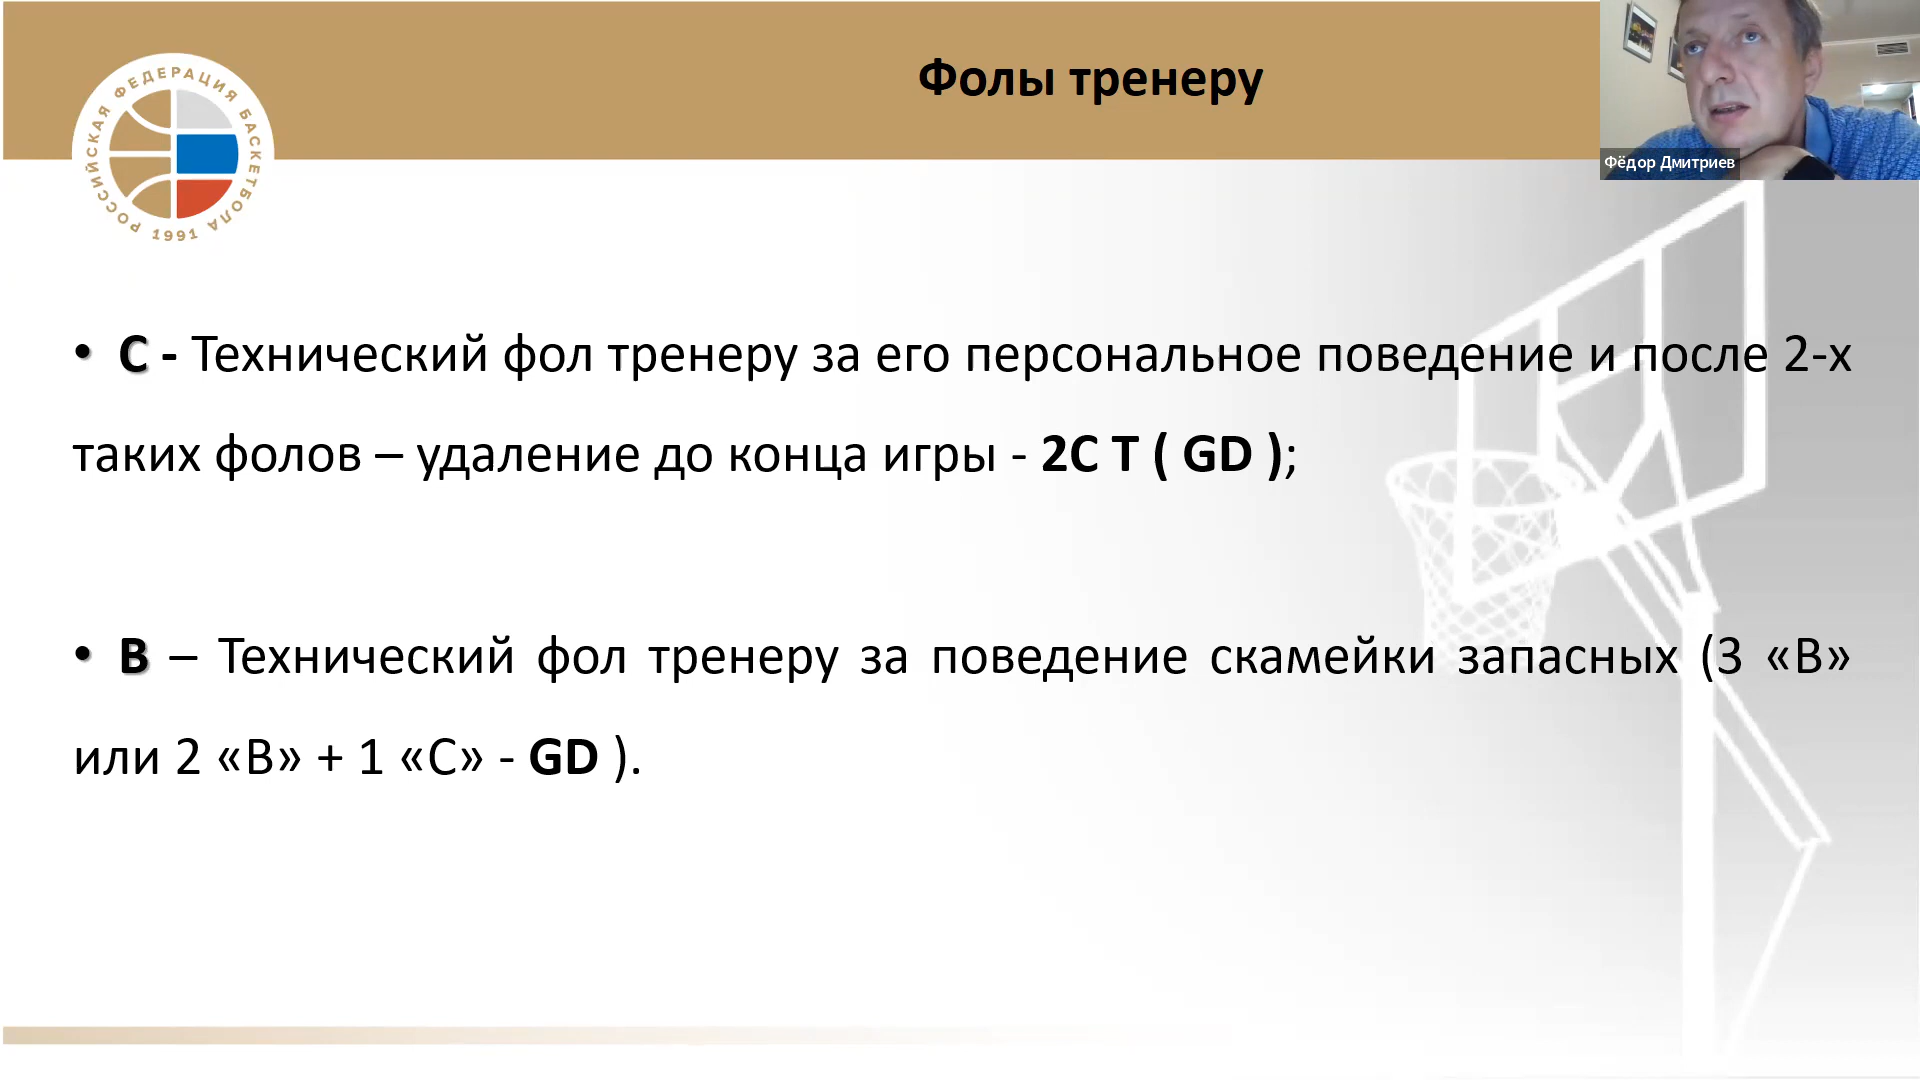 Фолы тренеру
РОССИЙСКАЯ ФЕДЕРАЦИЯ БАСКЕТБОЛА
1991
Фёдор Дмитриев
• С - Технический фол тренеру за его персональное поведение и после 2-х
таких фолов – удаление до конца игры - 2С Т ( GD );
• В – Технический фол тренеру за поведение скамейки запасных (3 «В»
или 2 «В» + 1 «С» - GD ).